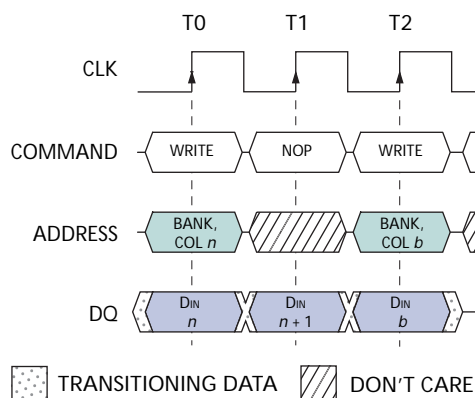 T0 T1 T2
CLK
COMMAND WRITE NOP WRITE
ADDRESS BANK, COL n BANK, COL b
DQ DIN n DIN n + 1 DIN b
TRANSITIONING DATA DON'T CARE